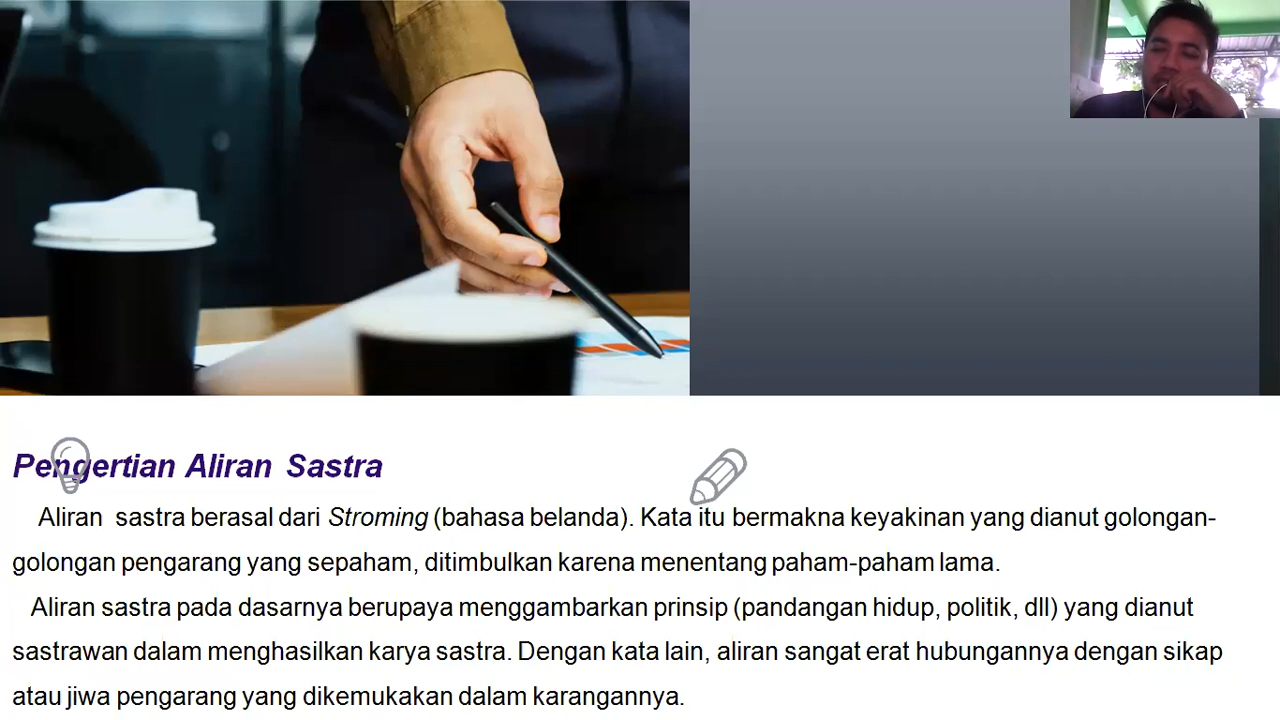 Pengertian Aliran Sastra
Aliran sastra berasal dari Stroming (bahasa belanda). Kata itu bermakna keyakinan yang dianut golongan-
golongan pengarang yang sepaham, ditimbulkan karena menentang paham-paham lama.
Aliran sastra pada dasarnya berupaya menggambarkan prinsip (pandangan hidup, politik, dll) yang dianut
sastrawan dalam menghasilkan karya sastra. Dengan kata lain, aliran sangat erat hubungannya dengan sikap
atau jiwa pengarang yang dikemukakan dalam karangannya.